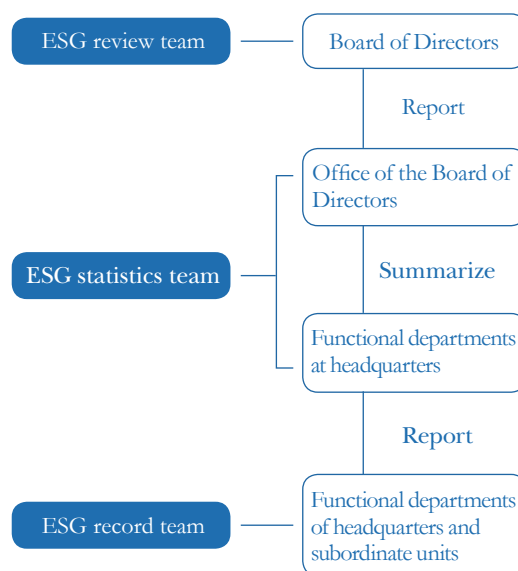 ESG review team
Board of Directors
Report
Office of the Board of
Directors
ESG statistics team
Summarize
Functional departments
at headquarters
Report
ESG record team
Functional departments
of headquarters and
subordinate units